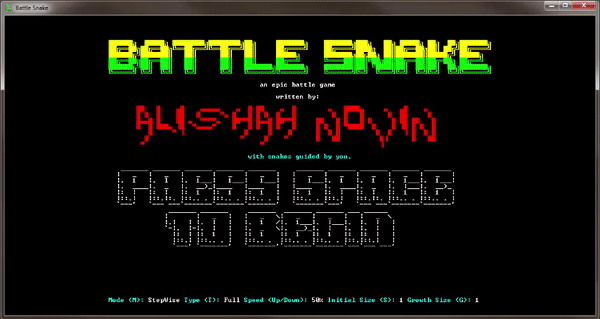 Battle Snake
BATTLE SNAKE
an epic battle game
written by:
ALISHAH NOVIN
with snakes guided by you.
PRESS SPACE
TO BEGIN
Mode (M): StepWise Type (T): Full Speed (Up/Down): 50% Initial Size (S): 1 Growth Size (G): 1